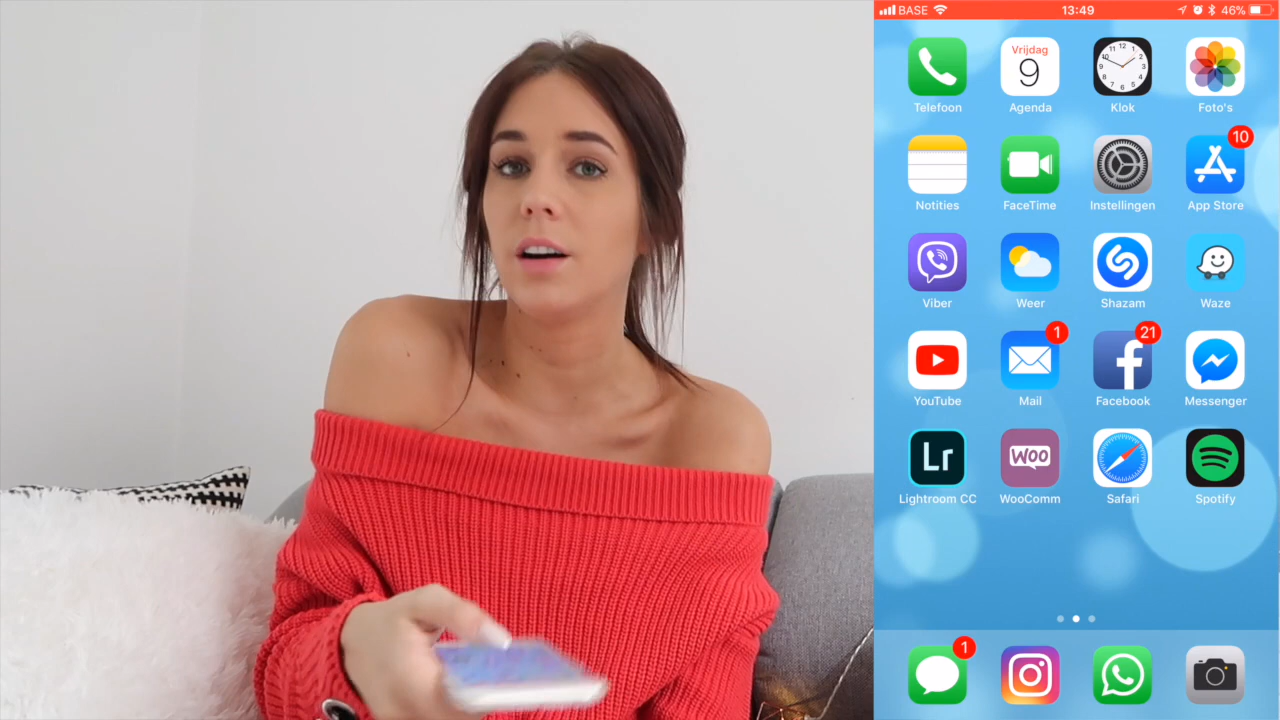 BASE 13:49 46%
Vrijdag
9
Telefoon Agenda Klok Foto's
10
Notities FaceTime Instellingen App Store
Viber Weer Shazam Waze
1 21
YouTube Mail Facebook Messenger
Lr WOO
Lightroom CC WooComm Safari Spotify
1